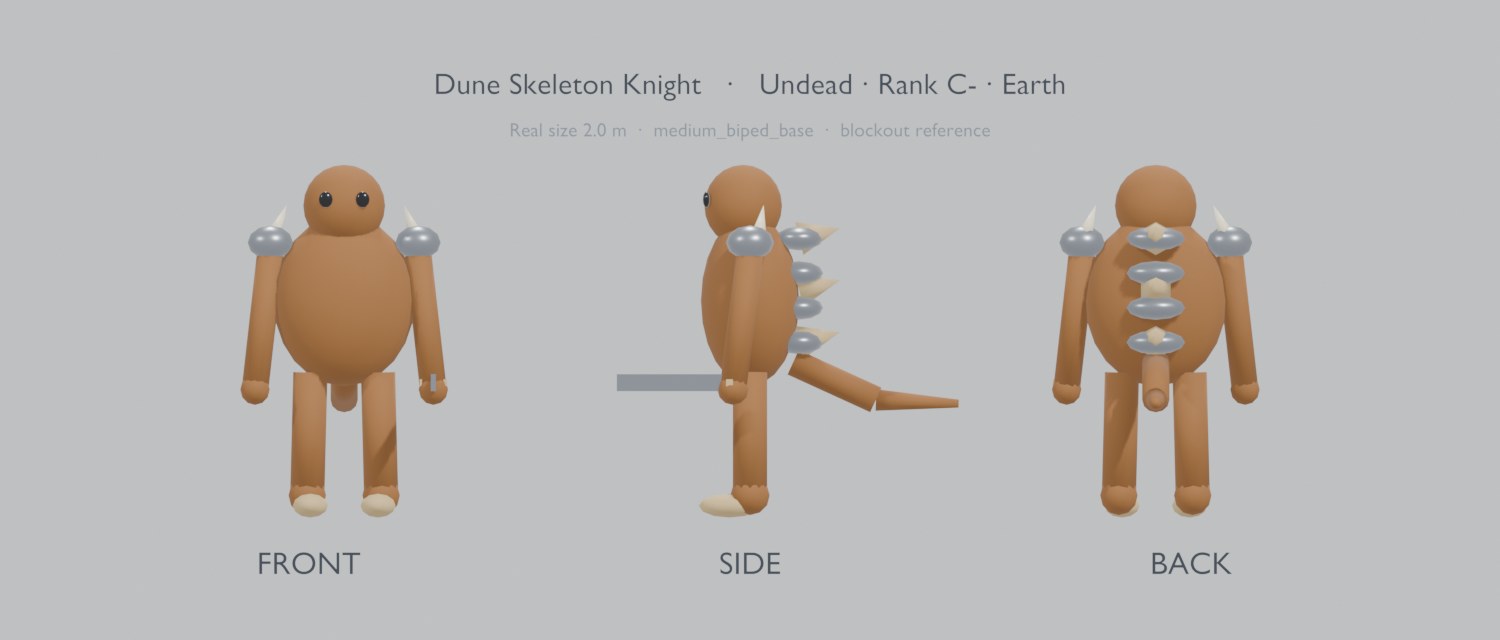 Dune Skeleton Knight · Undead · Rank C- · Earth
Real size 2.0 m · medium_biped_base · blockout reference
FRONT SIDE BACK